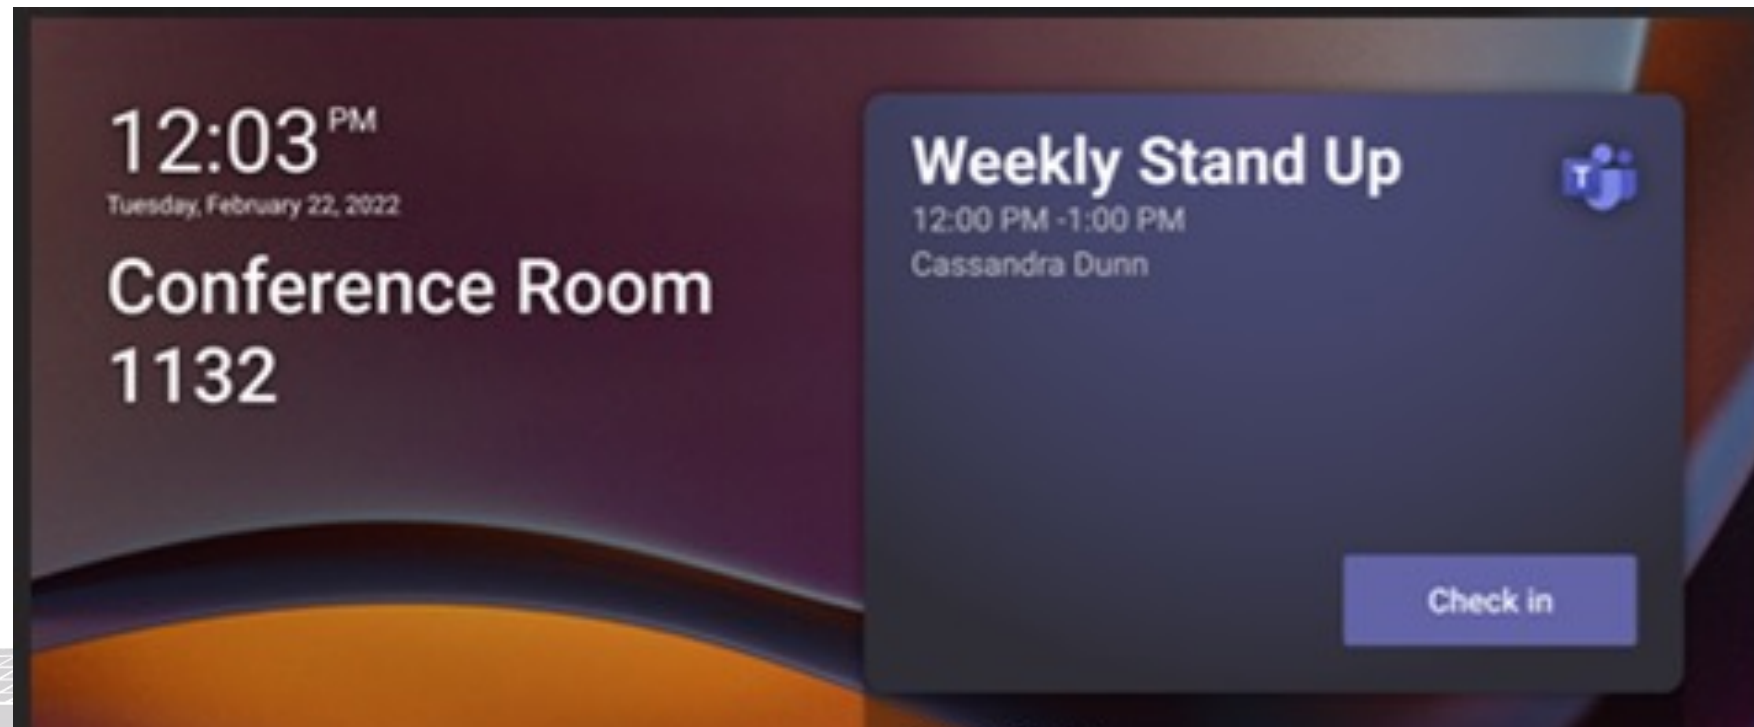 12:03 PM
Tuesday, February 22, 2022
Conference Room
1132
Weekly Stand Up
12:00 PM -1:00 PM
Cassandra Dunn
T
Check in